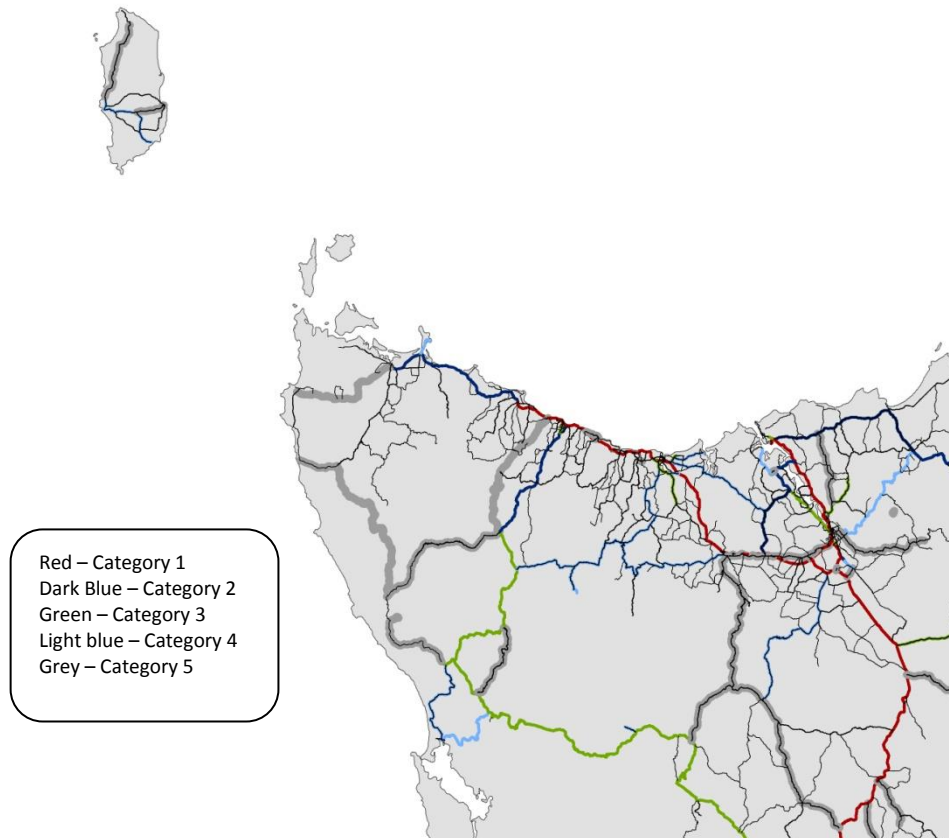 Red – Category 1
Dark Blue – Category 2
Green – Category 3
Light blue – Category 4
Grey – Category 5